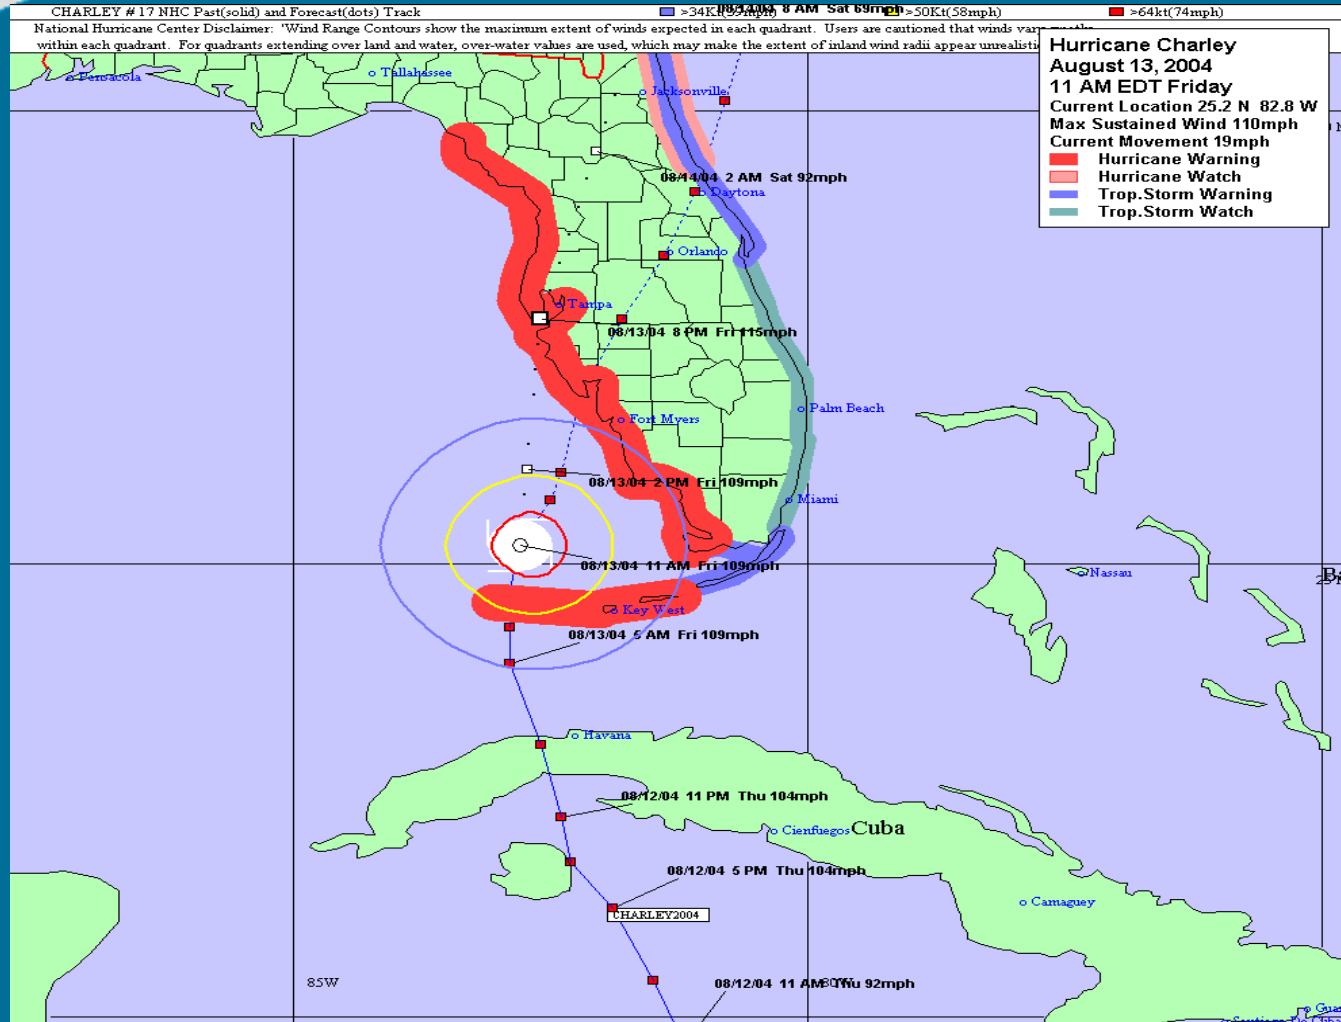 CHARLEY # 17 NHC Past(solid) and Forecast(dots) Track
>34Kt(39mph)
08/14/04 8 AM Sat 69mph
>50Kt(58mph)
>64kt(74mph)
National Hurricane Center Disclaimer: 'Wind Range Contours show the maximum extent of winds expected in each quadrant. Users are cautioned that winds vary greatly
within each quadrant. For quadrants extending over land and water, over-water values are used, which may make the extent of inland wind radii appear
Hurricane Charley
August 13, 2004
11 AM EDT Friday
Current Location 25.2 N 82.8 W
Max Sustained Wind 110mph
Current Movement 19mph
Hurricane Warning
Hurricane Watch
Trop.Storm Warning
Trop.Storm Watch
Pensacola
Tallahassee
Jacksonville
08/14/04 2 AM Sat 92mph
Daytona
Orlando
Tampa
08/13/04 8 PM Fri 115mph
Palm Beach
Fort Myers
08/13/04 2 PM Fri 109mph
Miami
08/13/04 11 AM Fri 109mph
Nassau
Key West
08/13/04 5 AM Fri 109mph
Havana
08/12/04 11 PM Thu 104mph
Cienfuegos
Cuba
08/12/04 5 PM Thu 104mph
CHARLEY2004
Camaguey
85W
80W
08/12/04 11 AM Thu 92mph